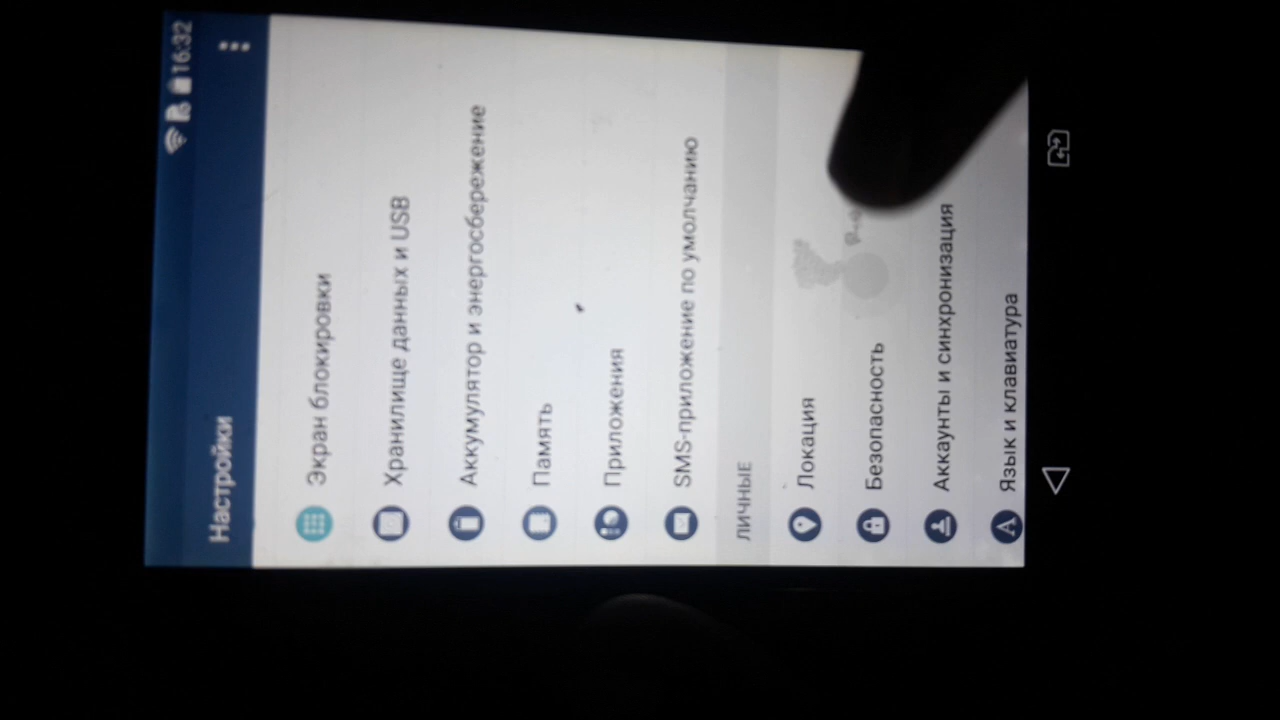 16:32
Настройки
Экран блокировки
Хранилище данных и USB
Аккумулятор и энергосбережение
Память
Приложения
SMS-приложение по умолчанию
ЛИЧНЫЕ
Локация
Безопасность
Аккаунты и синхронизация
Язык и клавиатура